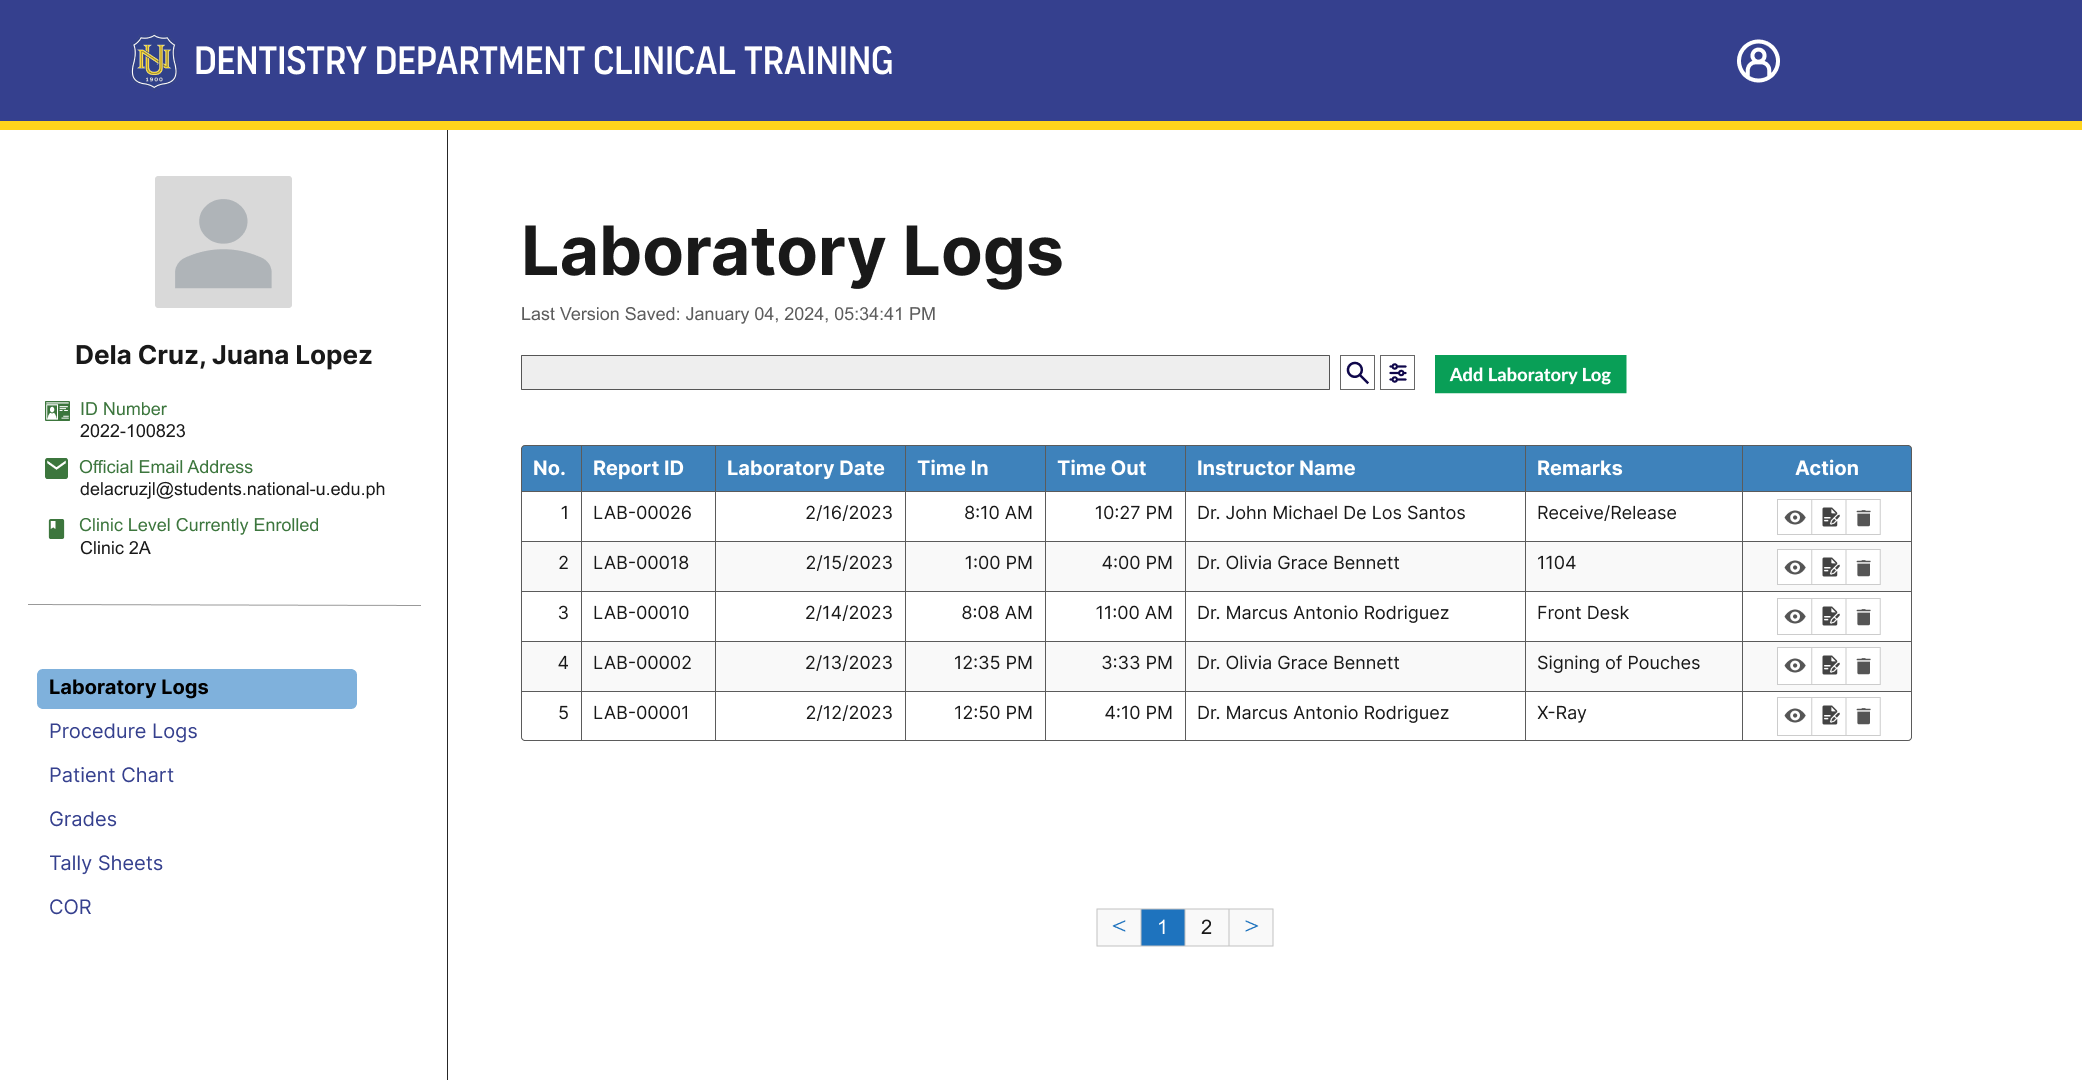 NU
1900
DENTISTRY DEPARTMENT CLINICAL TRAINING
Dela Cruz, Juana Lopez
ID Number
2022-100823
Official Email Address
delacruzjl@students.national-u.edu.ph
Clinic Level Currently Enrolled
Clinic 2A
Laboratory Logs
Procedure Logs
Patient Chart
Grades
Tally Sheets
COR
Laboratory Logs
Last Version Saved: January 04, 2024, 05:34:41 PM
Add Laboratory Log
No. Report ID Laboratory Date Time In Time Out Instructor Name Remarks Action
1 LAB-00026 2/16/2023 8:10 AM 10:27 PM Dr. John Michael De Los Santos Receive/Release
2 LAB-00018 2/15/2023 1:00 PM 4:00 PM Dr. Olivia Grace Bennett 1104
3 LAB-00010 2/14/2023 8:08 AM 11:00 AM Dr. Marcus Antonio Rodriguez Front Desk
4 LAB-00002 2/13/2023 12:35 PM 3:33 PM Dr. Olivia Grace Bennett Signing of Pouches
5 LAB-00001 2/12/2023 12:50 PM 4:10 PM Dr. Marcus Antonio Rodriguez X-Ray
< 1 2 >